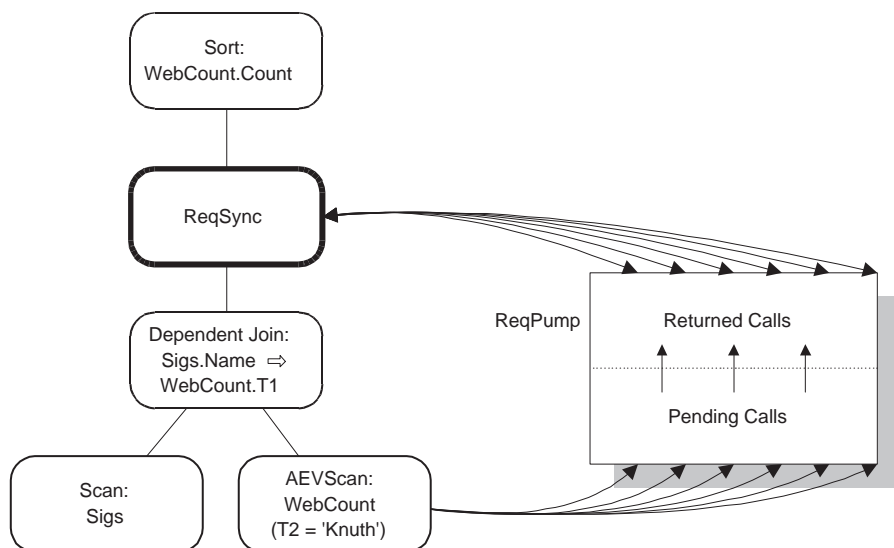 Sort:
WebCount.Count
ReqSync
Dependent Join:
Sigs.Name ⇨
WebCount.T1
Scan:
Sigs
AEVScan:
WebCount
(T2 = 'Knuth')
ReqPump
Returned Calls
Pending Calls